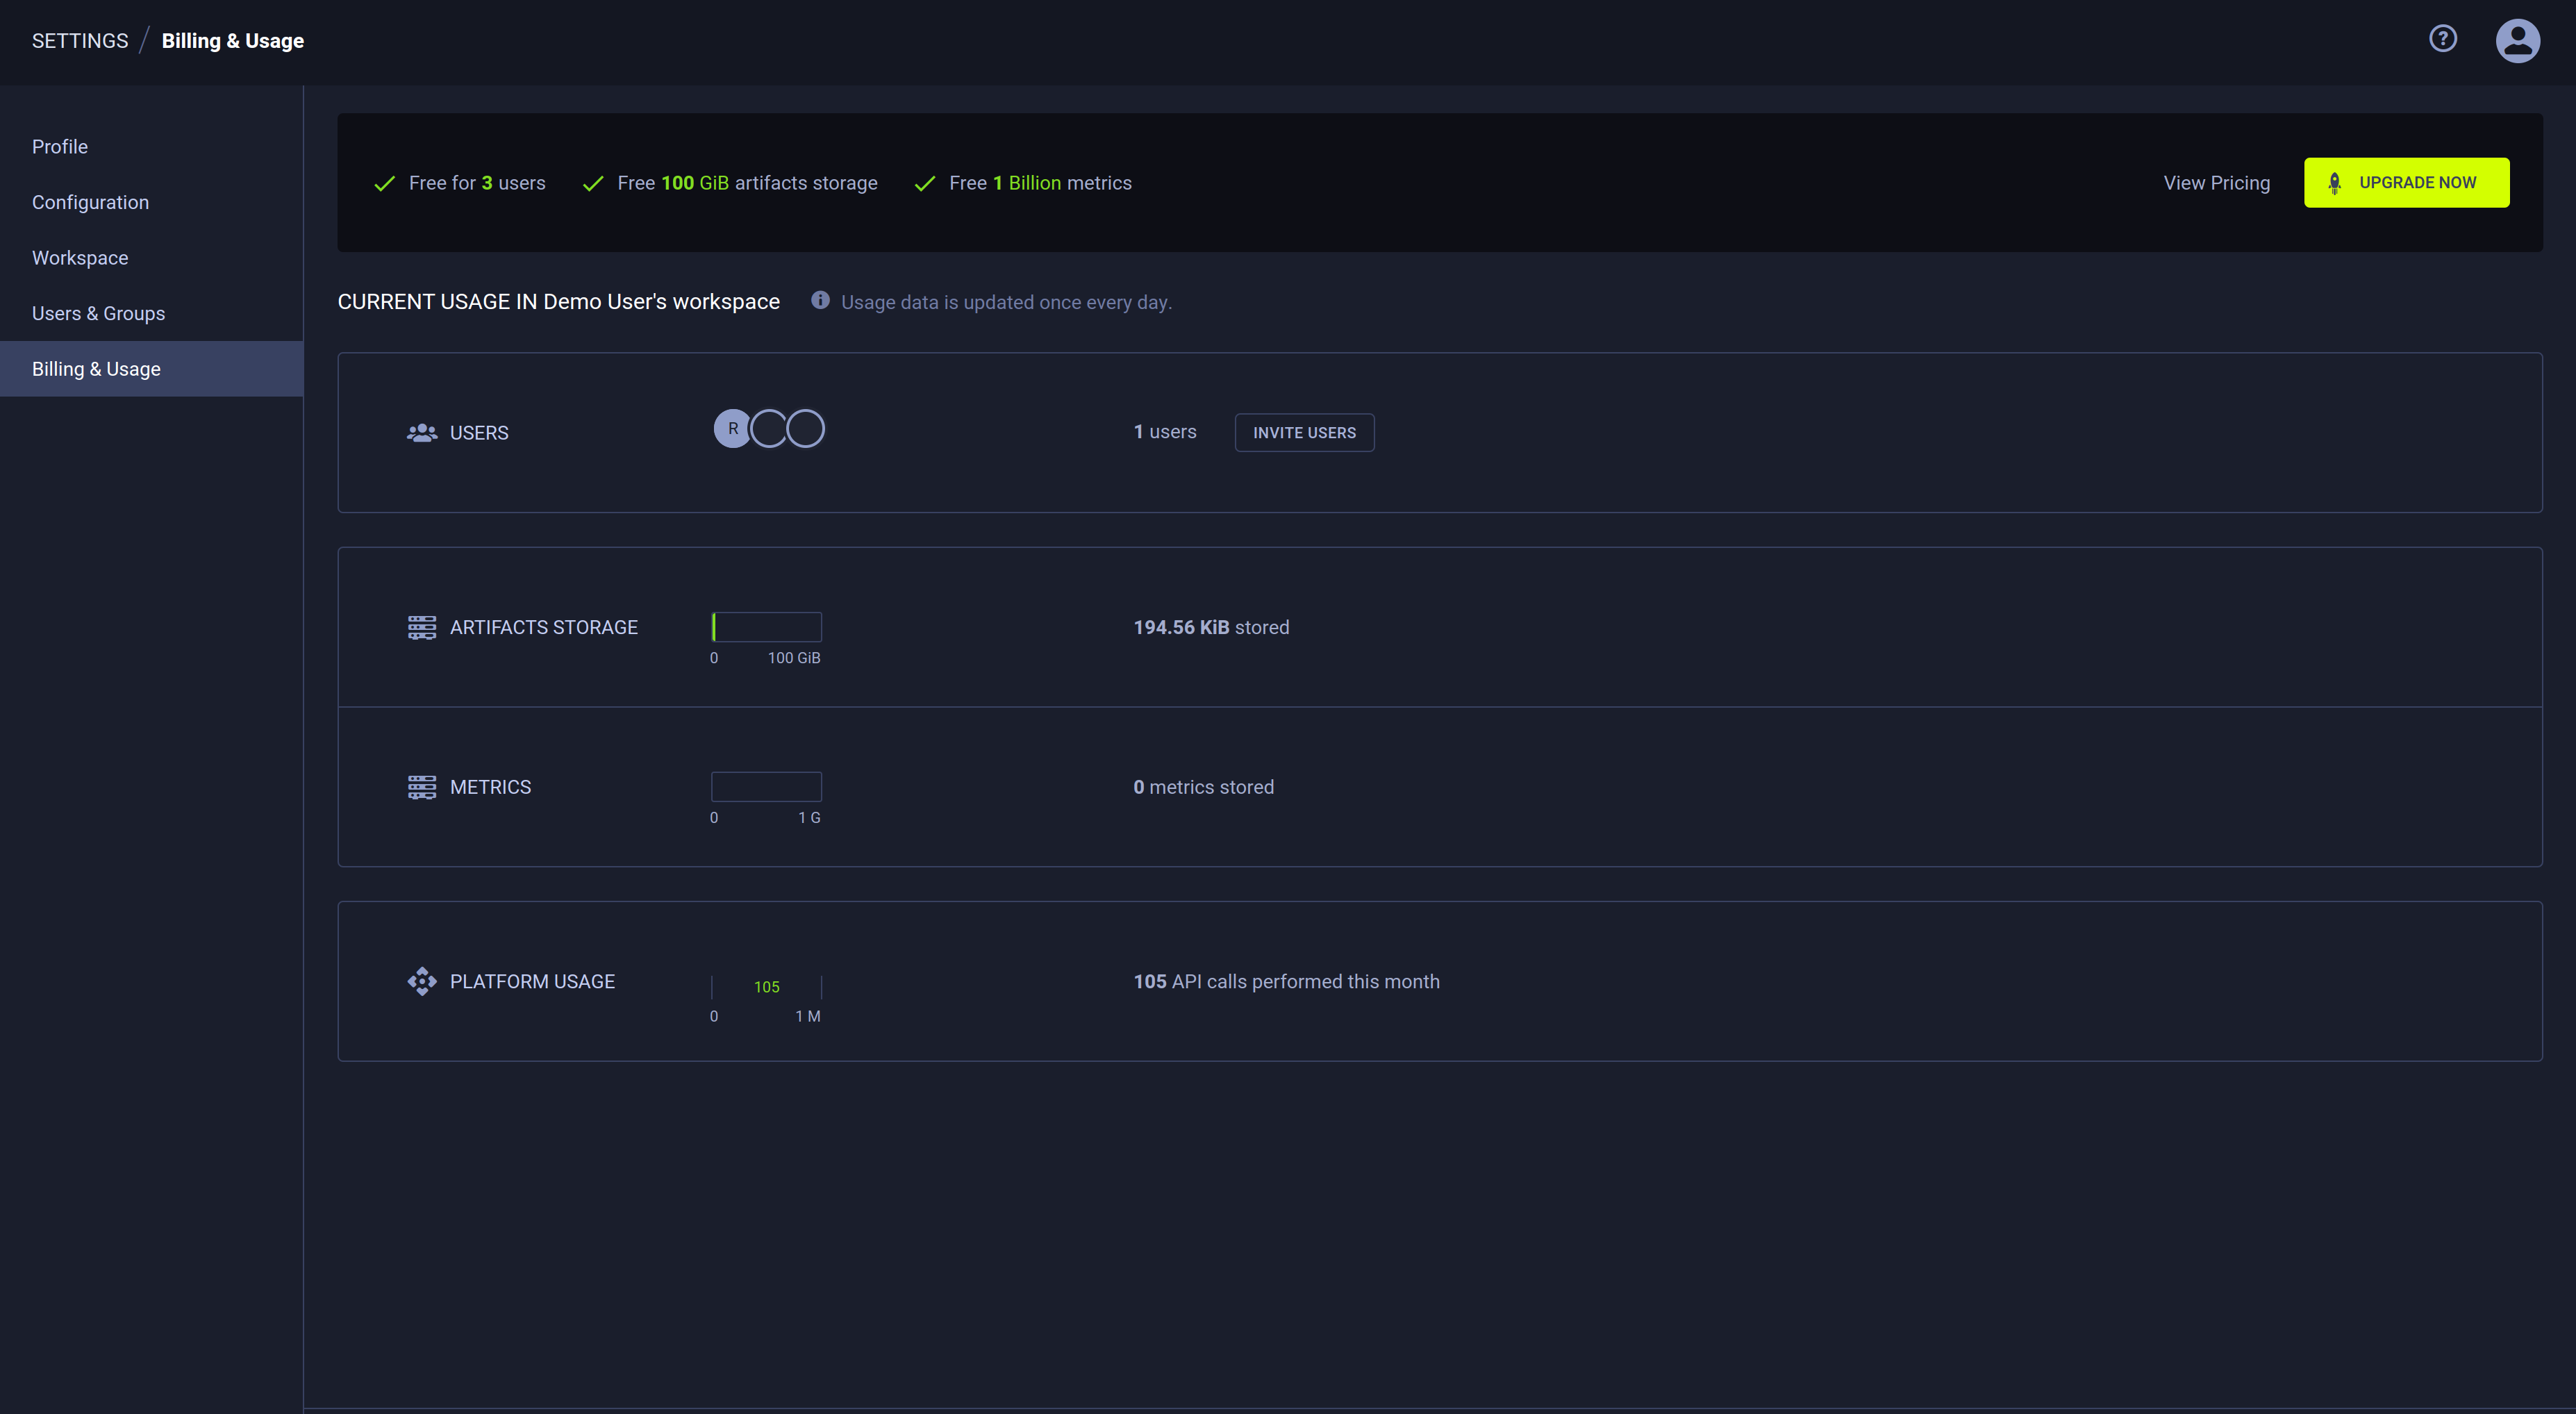 SETTINGS / Billing & Usage
Profile
Configuration
Workspace
Users & Groups
Billing & Usage
Free for 3 users
Free 100 GiB artifacts storage
Free 1 Billion metrics
View Pricing
UPGRADE NOW
CURRENT USAGE IN Demo User's workspace
Usage data is updated once every day.
USERS
R
1 users
INVITE USERS
ARTIFACTS STORAGE
0 100 GiB
194.56 KiB stored
METRICS
0 1 G
0 metrics stored
PLATFORM USAGE
105
0 1 M
105 API calls performed this month